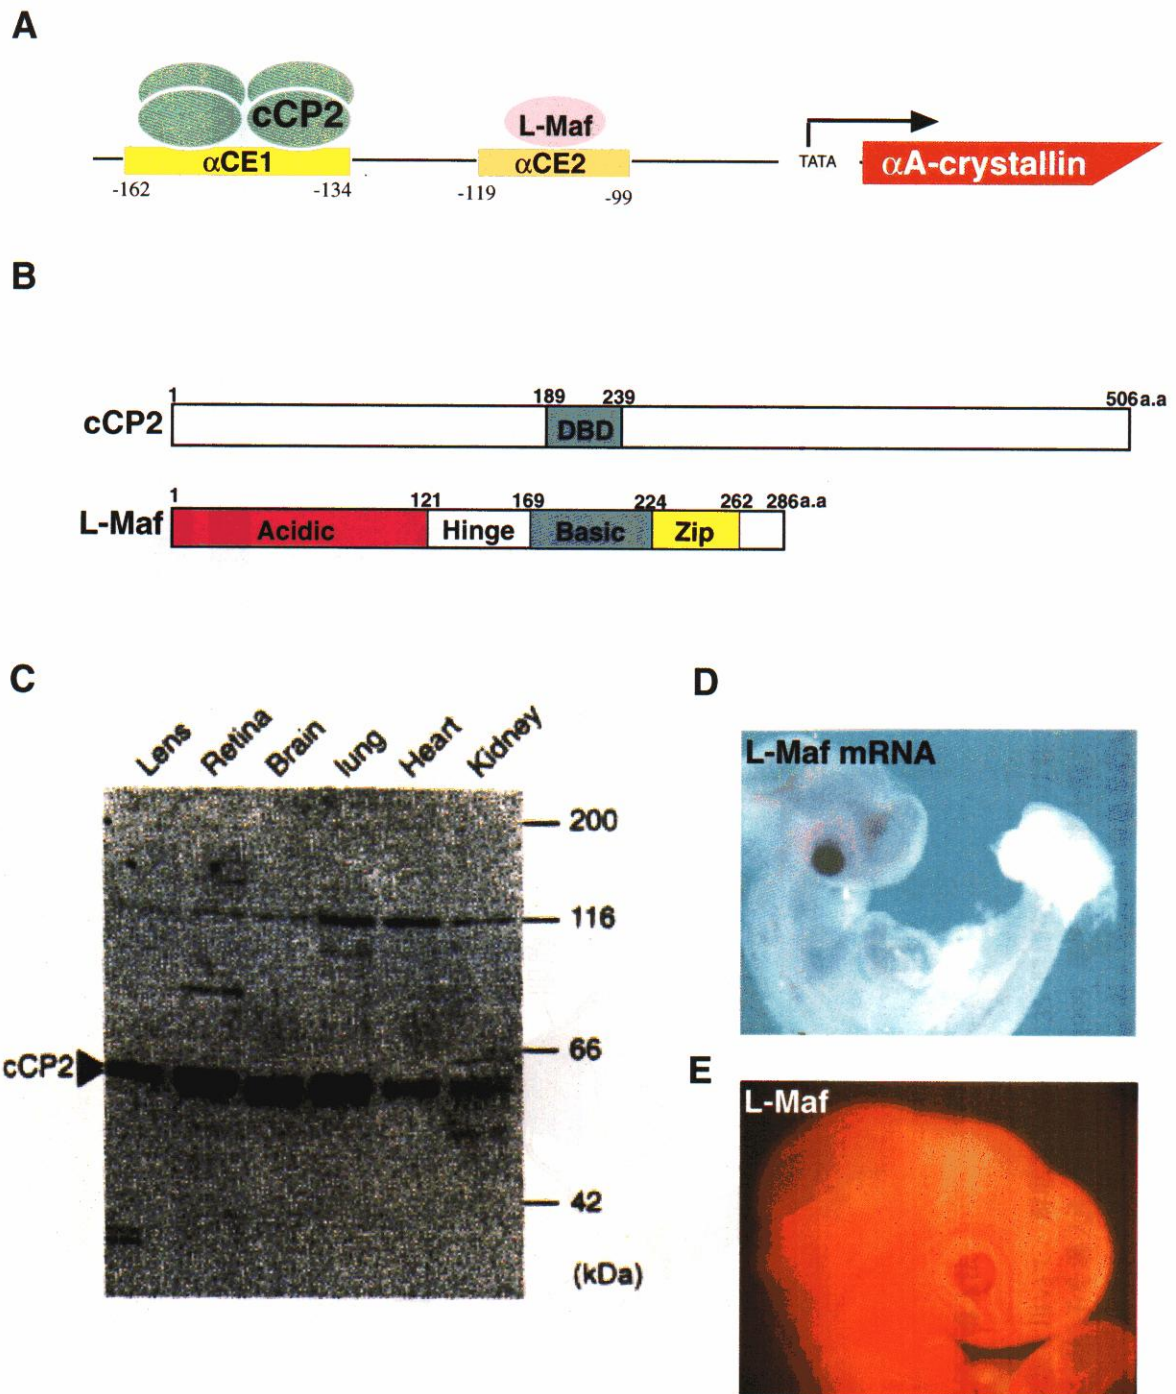 A
cCP2
L-Maf
αCE1
αCE2
TATA
αA-crystallin
-162
-134
-119
-99
B
1
189
239
506 a.a
cCP2
DBD
1
121
169
224
262
286a.a
L-Maf
Acidic
Hinge
Basic
Zip
C
Lens
Retina
Brain
lung
Heart
Kidney
200
116
cCP2
66
42
(kDa)
D
L-Maf mRNA
E
L-Maf